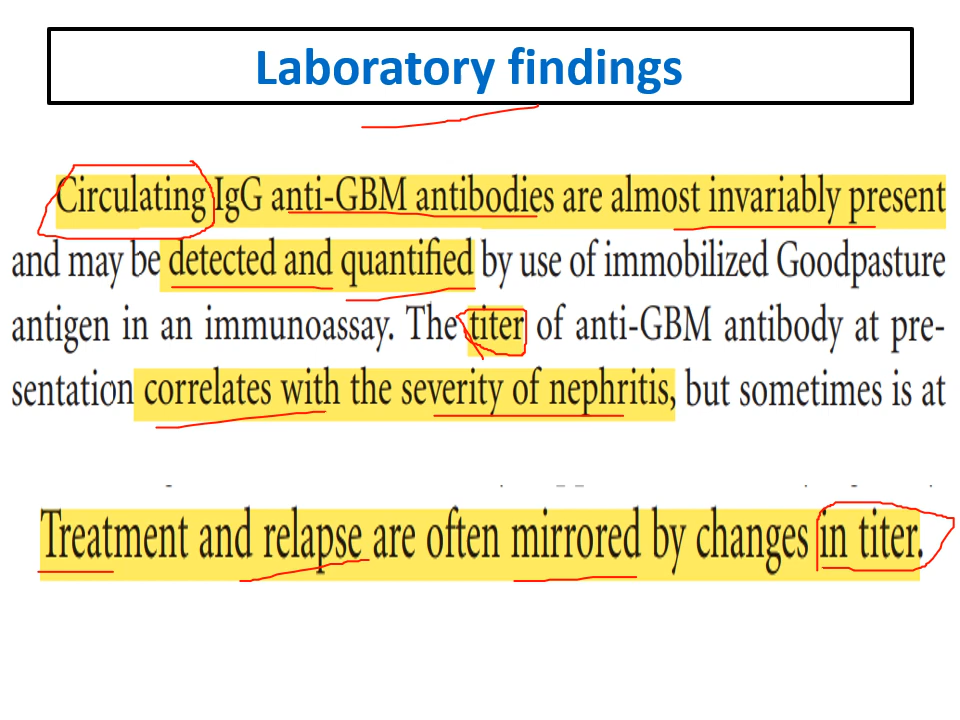 Laboratory findings
Circulating IgG anti-GBM antibodies are almost invariably present
and may be detected and quantified by use of immobilized Goodpasture
antigen in an immunoassay. The titer of anti-GBM antibody at pre-
sentation correlates with the severity of nephritis, but sometimes is at
Treatment and relapse are often mirrored by changes in titer.